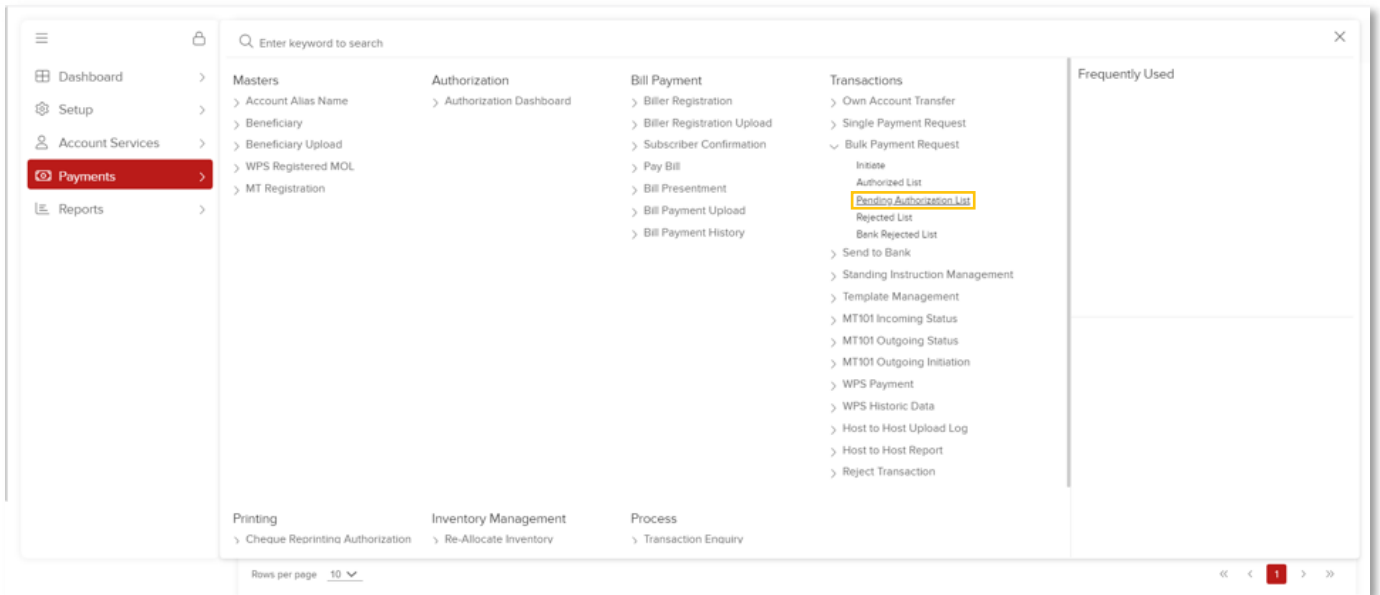 Enter keyword to search
Dashboard
Setup
Account Services
Payments
Reports
Masters
Account Alias Name
Beneficiary
Beneficiary Upload
WPS Registered MOL
MT Registration
Authorization
Authorization Dashboard
Bill Payment
Biller Registration
Biller Registration Upload
Subscriber Confirmation
Pay Bill
Bill Presentment
Bill Payment Upload
Bill Payment History
Transactions
Own Account Transfer
Single Payment Request
Bulk Payment Request
Initiate
Authorized List
Pending Authorization List
Rejected List
Bank Rejected List
Send to Bank
Standing Instruction Management
Template Management
MT101 Incoming Status
MT101 Outgoing Status
MT101 Outgoing Initiation
WPS Payment
WPS Historic Data
Host to Host Upload Log
Host to Host Report
Reject Transaction
Frequently Used
Printing
Cheque Reprinting Authorization
Inventory Management
Re-Allocate Inventory
Process
Transaction Enquiry
Rows per page 10
1